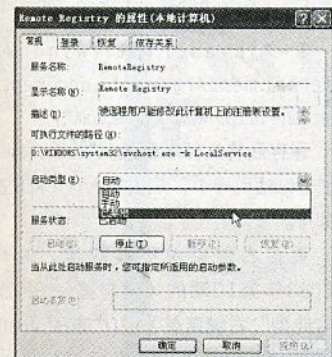 Remote Registry 的属性(本地计算机)
常规 登录 恢复 依存关系
服务名称: RemoteRegistry
显示名称(N): Remote Registry
描述(D): 使远程用户能修改此计算机上的注册表设置。
可执行文件的路径(H):
D:\WINDOWS\system32\svchost.exe -k LocalService
启动类型(E): 自动
自动
手动
已禁用
服务状态: 已启动
启动(S) 停止(T) 暂停(P) 恢复(R)
当从此处启动服务时，您可指定所适用的启动参数。
启动参数(M):
确定 取消 应用(A)